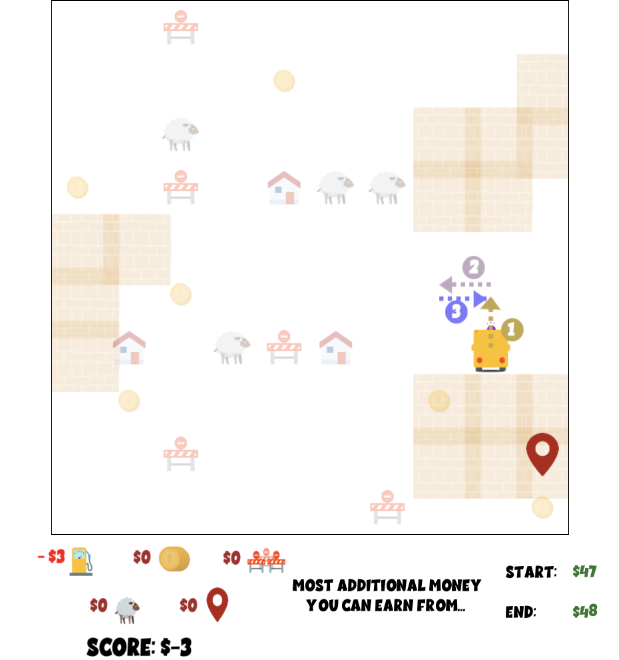 2
3
1
- $3
$0
$0
$0
$0
SCORE: $-3
MOST ADDITIONAL MONEY
YOU CAN EARN FROM...
START: $47
END: $48